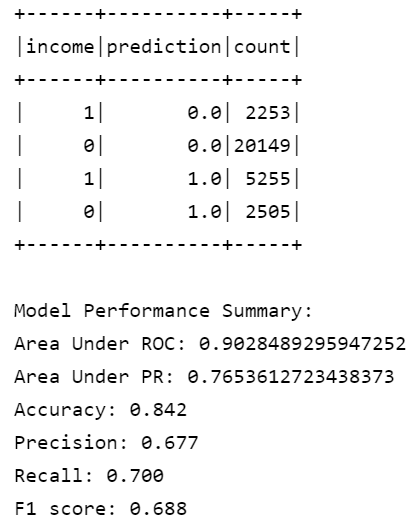 +------+----------+-----+
|income|prediction|count|
+------+----------+-----+
|     1|       0.0| 2253|
|     0|       0.0|20149|
|     1|       1.0| 5255|
|     0|       1.0| 2505|
+------+----------+-----+

Model Performance Summary:
Area Under ROC: 0.9028489295947252
Area Under PR: 0.7653612723438373
Accuracy: 0.842
Precision: 0.677
Recall: 0.700
F1 score: 0.688